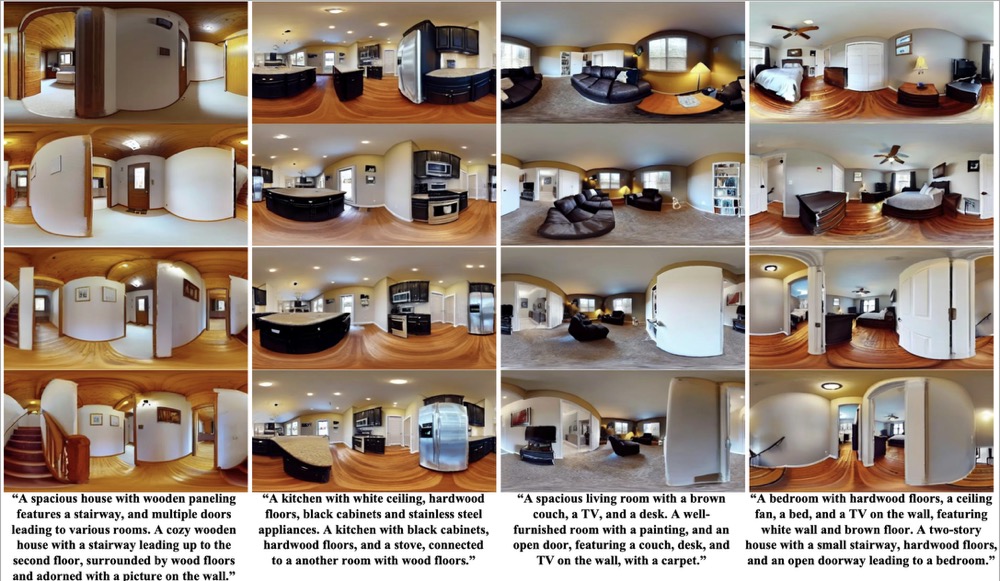 "A spacious house with wooden paneling
features a stairway, and multiple doors
leading to various rooms. A cozy wooden
house with a stairway leading up to the
second floor, surrounded by wood floors
and adorned with a picture on the wall."
"A kitchen with white ceiling, hardwood
floors, black cabinets and stainless steel
appliances. A kitchen with black cabinets,
hardwood floors, and a stove, connected
to a another room with wood floors."
"A spacious living room with a brown
couch, a TV, and a desk. A well-
furnished room with a painting, and an
open door, featuring a couch, desk, and
TV on the wall, with a carpet."
"A bedroom with hardwood floors, a ceiling
fan, a bed, and a TV on the wall, featuring
white wall and brown floor. A two-story
house with a small stairway, hardwood floors,
and an open doorway leading to a bedroom."